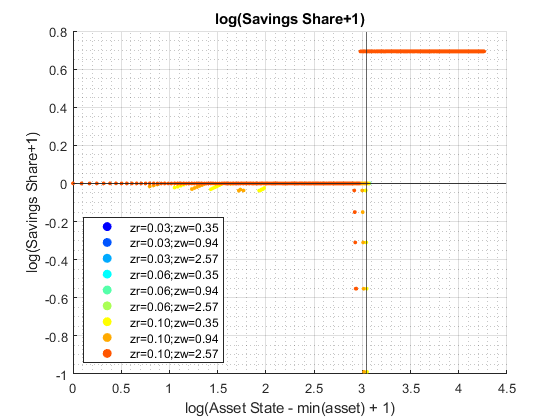 log(Savings Share+1)
0.8
0.6
0.4
0.2
0
-0.2
-0.4
-0.6
-0.8
-1
log(Savings Share+1)
zr=0.03;zw=0.35
zr=0.03;zw=0.94
zr=0.03;zw=2.57
zr=0.06;zw=0.35
zr=0.06;zw=0.94
zr=0.06;zw=2.57
zr=0.10;zw=0.35
zr=0.10;zw=0.94
zr=0.10;zw=2.57
0 0.5 1 1.5 2 2.5 3 3.5 4 4.5
log(Asset State - min(asset) + 1)